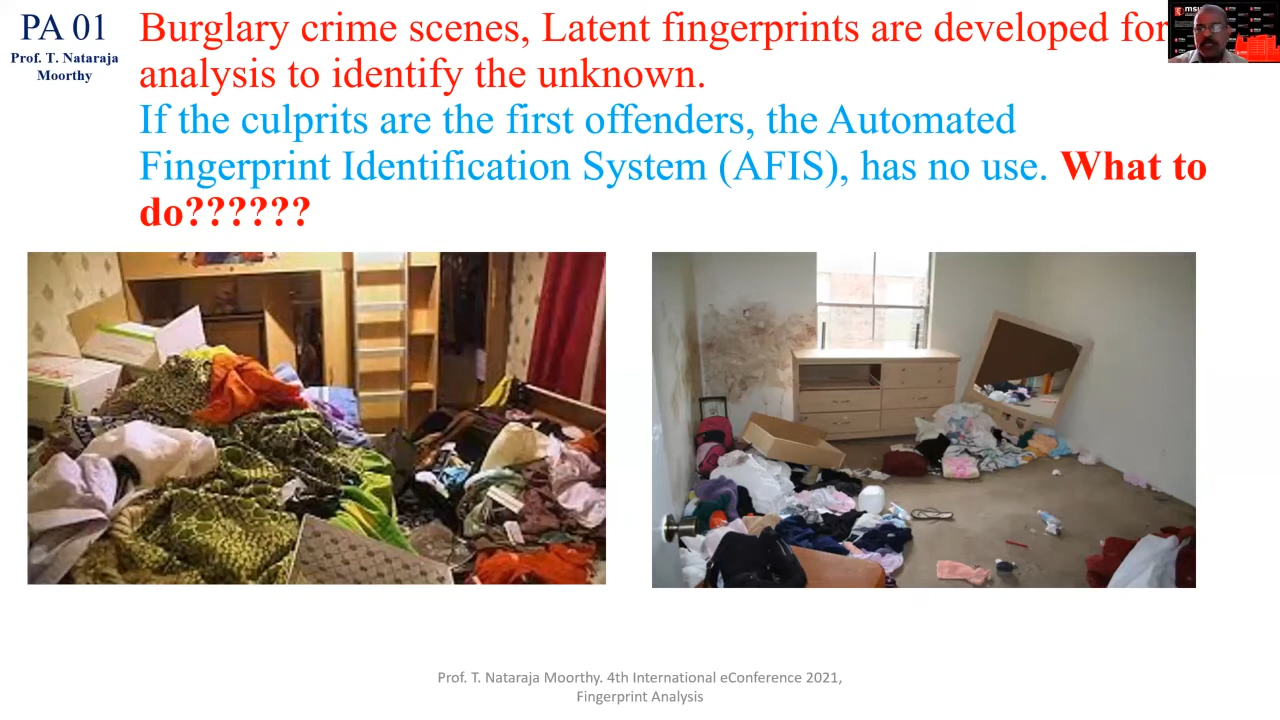 PA 01
Prof. T. Nataraja
Moorthy
Burglary crime scenes, Latent fingerprints are developed for
analysis to identify the unknown.
If the culprits are the first offenders, the Automated
Fingerprint Identification System (AFIS), has no use. What to
do??????
msu
Prof. T. Nataraja Moorthy. 4th International eConference 2021,
Fingerprint Analysis